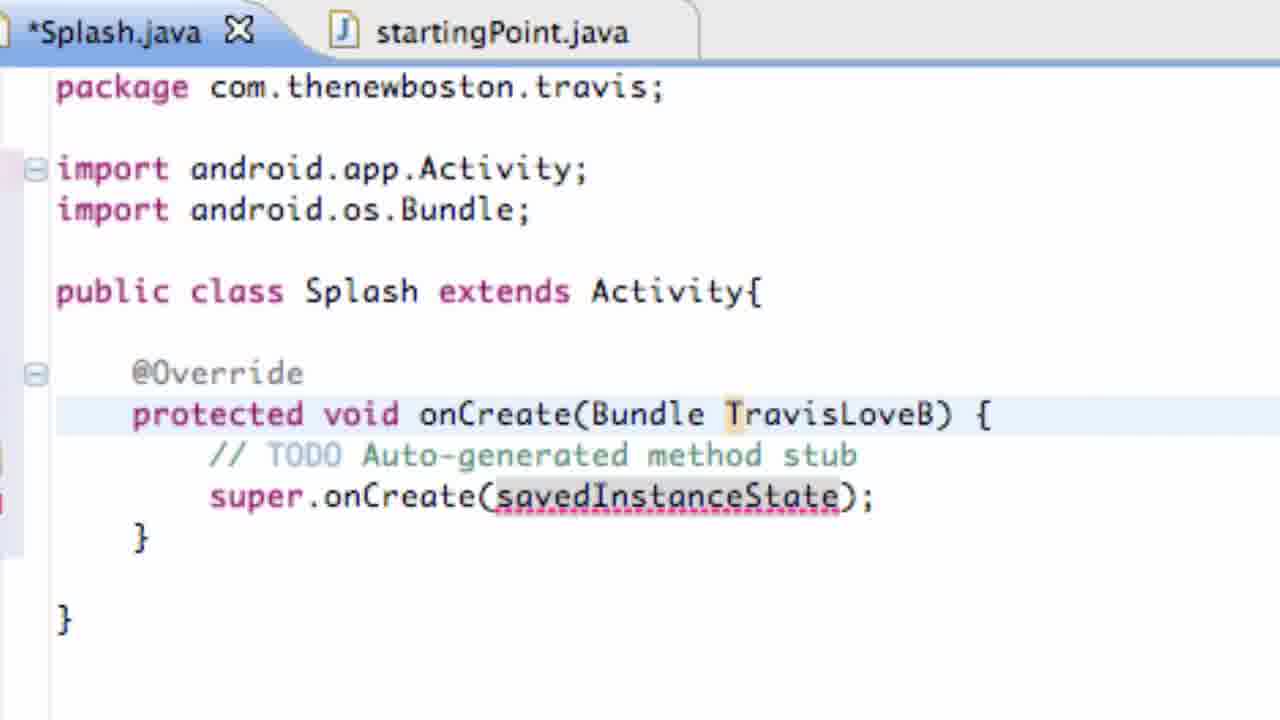 *Splash.java startingPoint.java
package com.thenewboston.travis;
import android.app.Activity;
import android.os.Bundle;
public class Splash extends Activity{
@Override
protected void onCreate(Bundle TravisLoveB) {
// TODO Auto-generated method stub
super.onCreate(savedInstanceState);
}
}